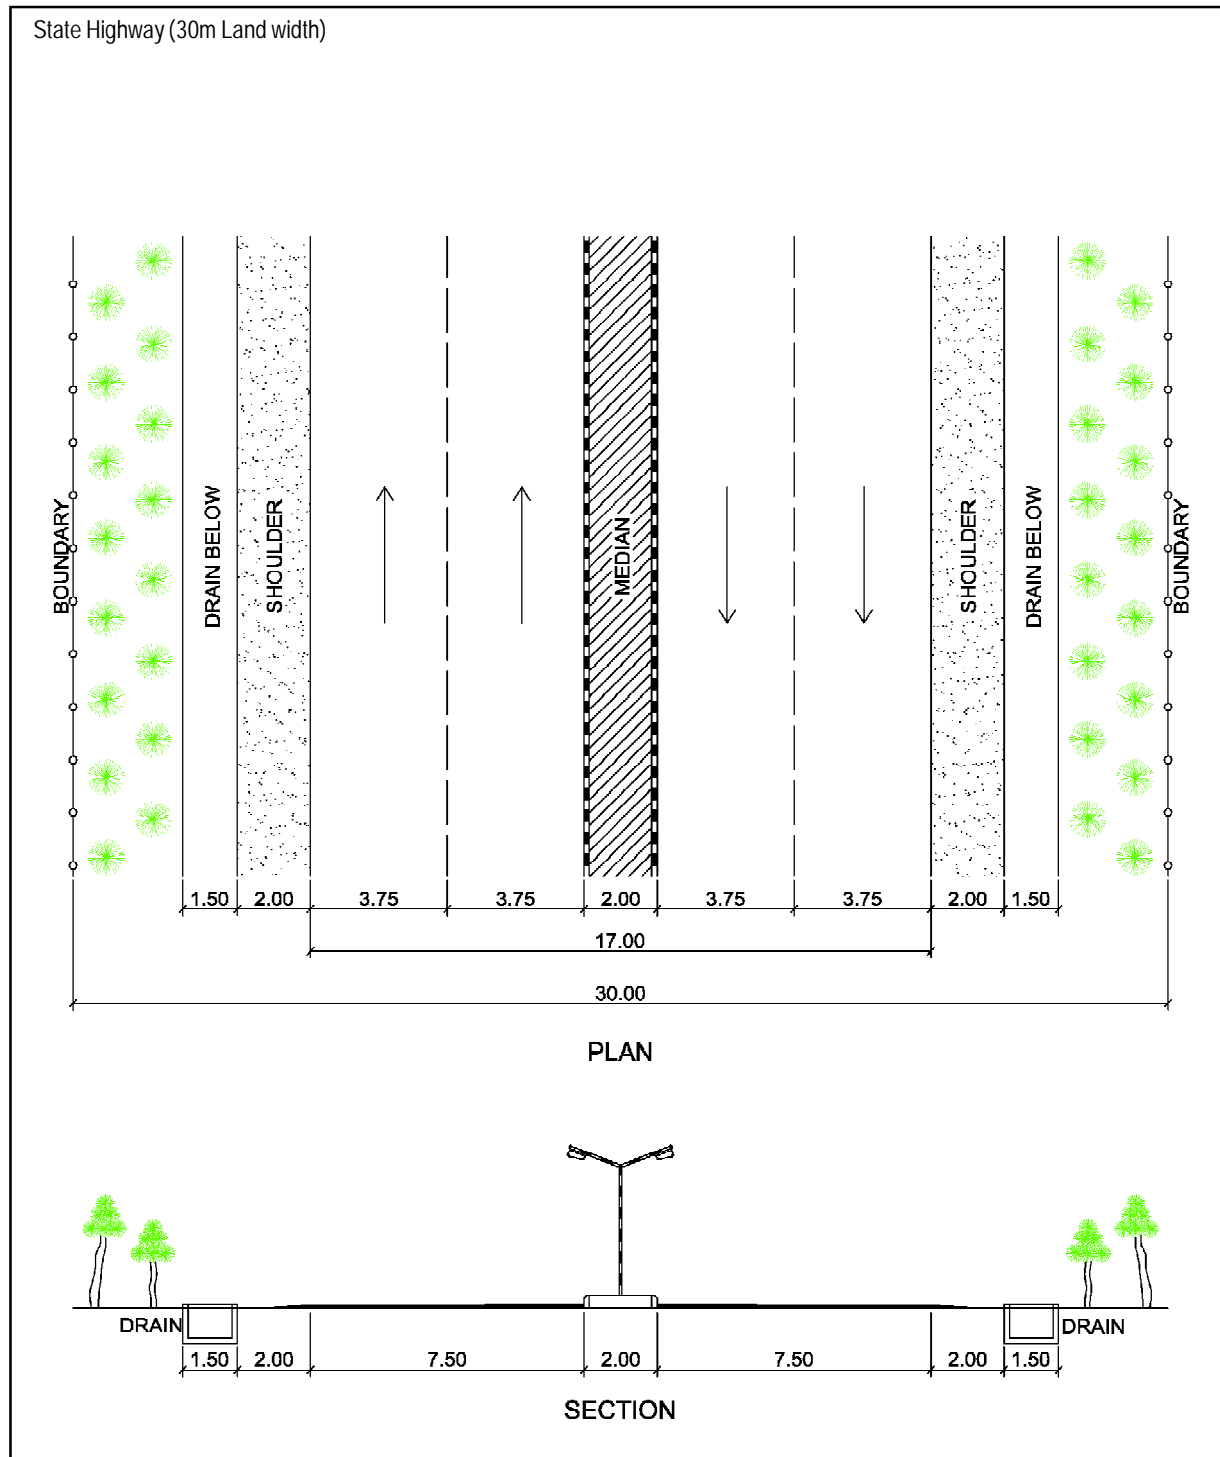 State Highway (30m Land width)
BOUNDARY
DRAIN BELOW
SHOULDER
MEDIAN
SHOULDER
DRAIN BELOW
BOUNDARY
1.50 2.00 3.75 3.75 2.00 3.75 3.75 2.00 1.50
17.00
30.00
PLAN
DRAIN DRAIN
1.50 2.00 7.50 2.00 7.50 2.00 1.50
SECTION